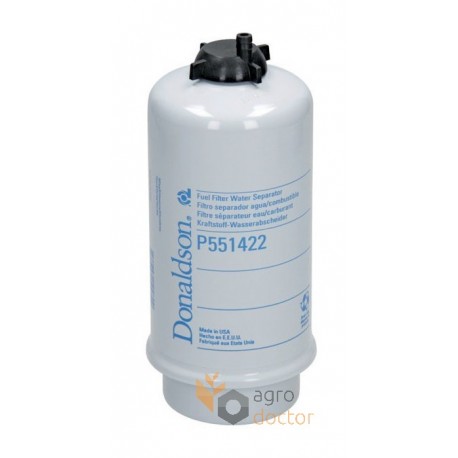 Donaldson®
Fuel Filter Water Separator
Filtro separador agua/combustible
Filtre séparateur eau/carburant
Kraftstoff-Wasserabscheider
P551422
Made in USA
Hecho en E.E.U.U.
Fabriqué aux Etats Unis
agro
doctor